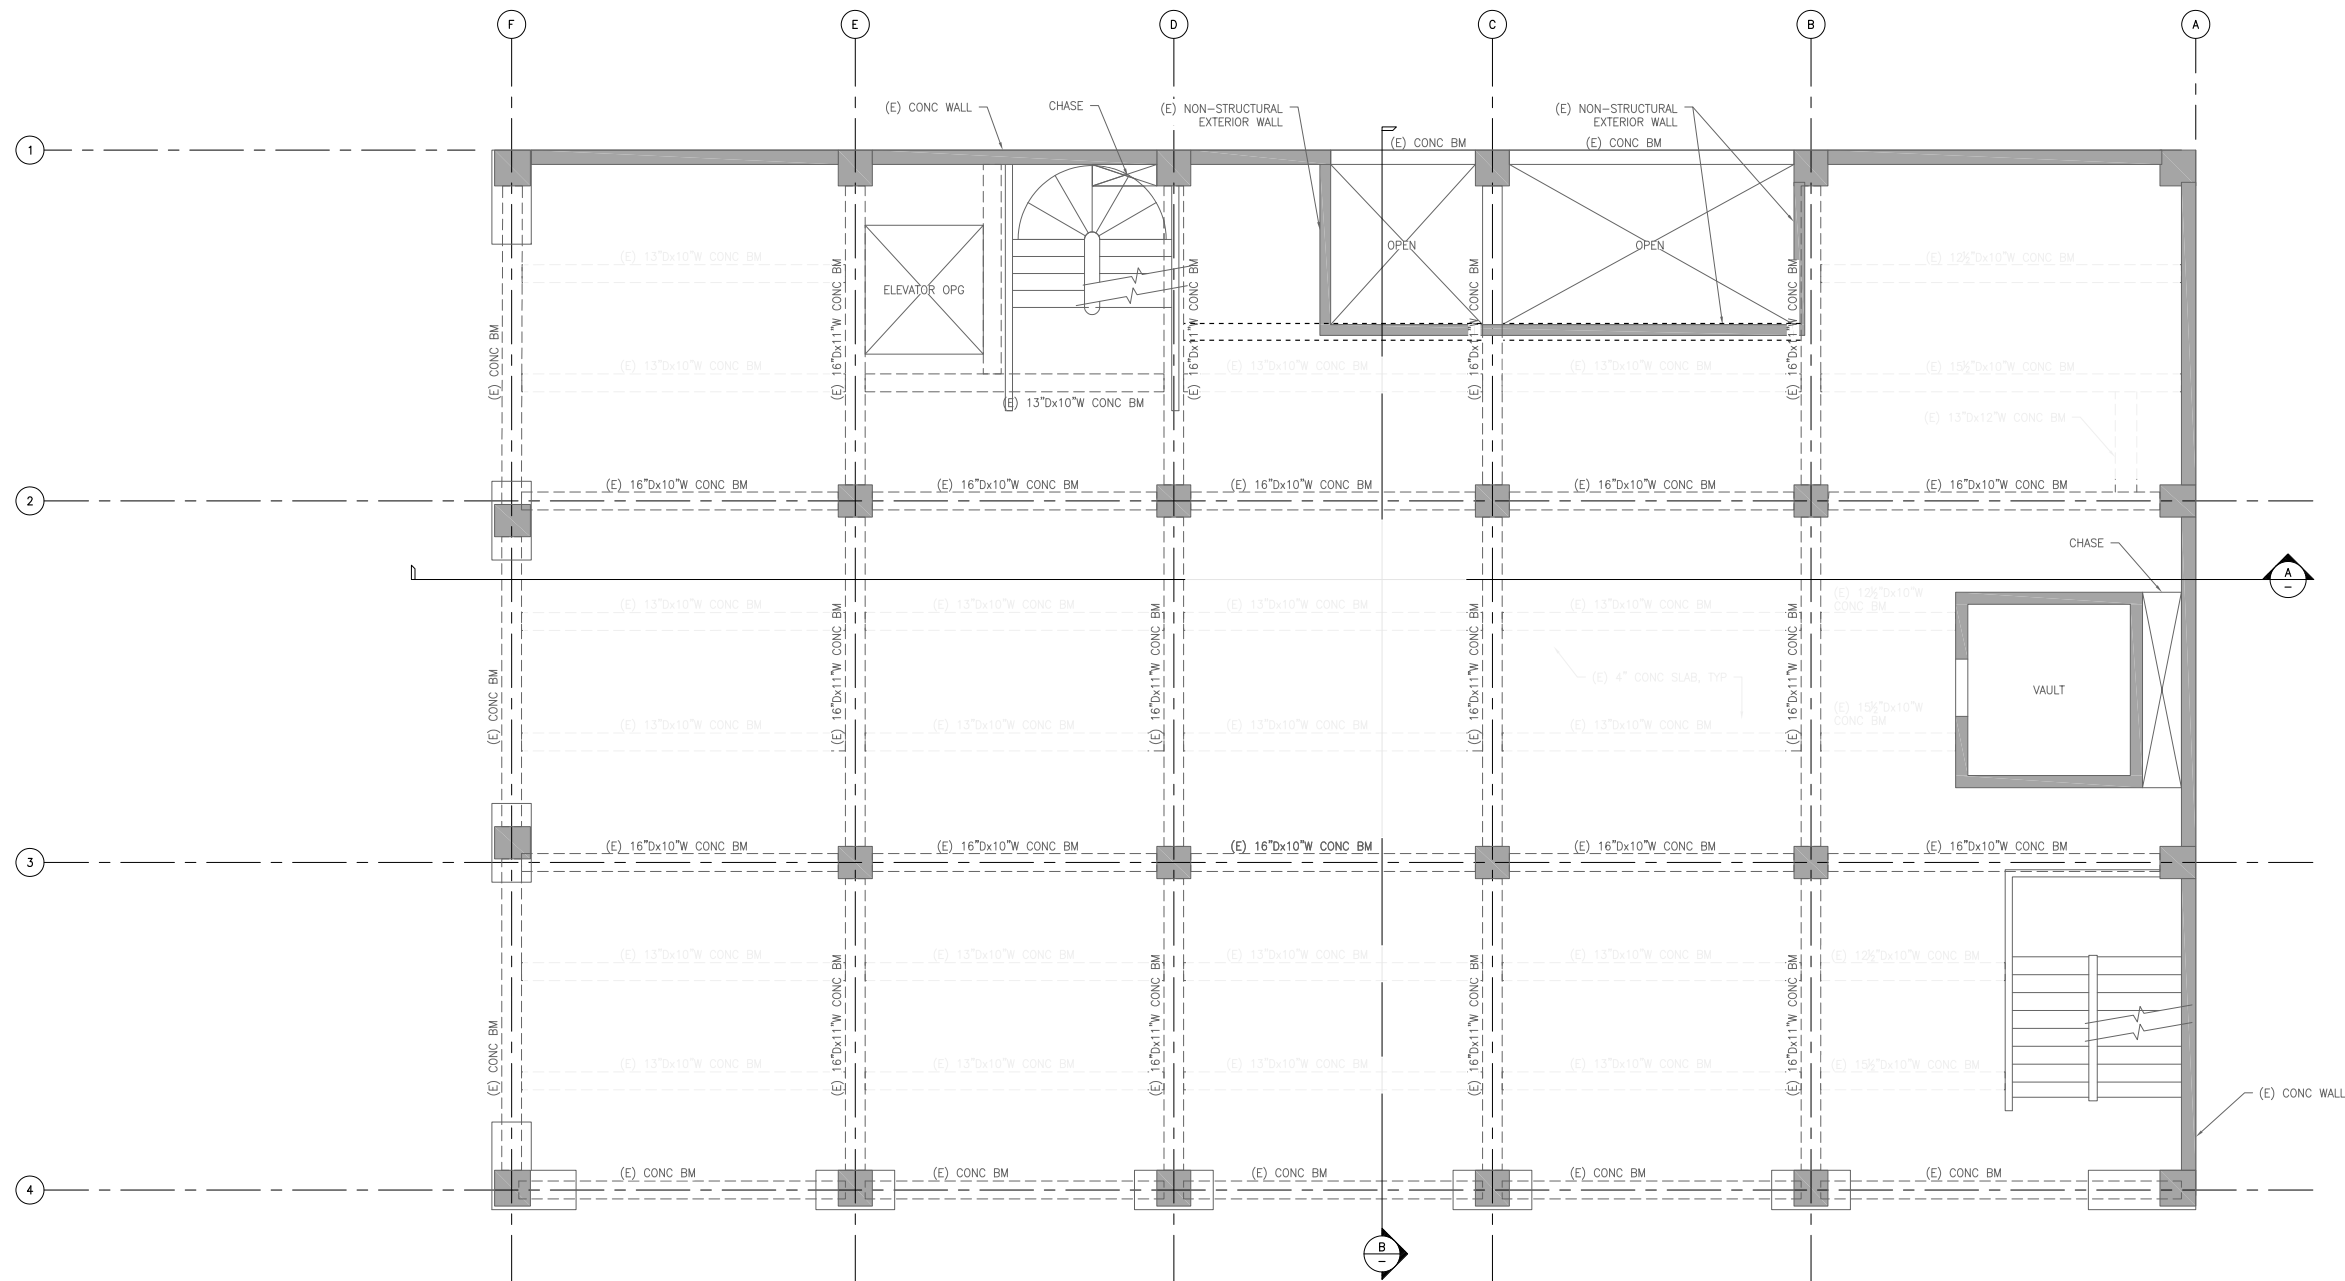 F
E
D
C
B
A
(E) CONC WALL
CHASE
(E) NON-STRUCTURAL
EXTERIOR WALL
(E) NON-STRUCTURAL
EXTERIOR WALL
(E) CONC BM
(E) CONC BM
1
OPEN
OPEN
(E) 13"Dx10"W CONC BM
(E) 12½"Dx10"W CONC BM
ELEVATOR OPG
(E) CONC BM
(E) 16"Dx11"W CONC BM
(E) 16"Dx11"W CONC BM
(E) 16"Dx11"W CONC BM
(E) 16"Dx11"W CONC BM
(E) 13"Dx10"W CONC BM
(E) 13"Dx10"W CONC BM
(E) 13"Dx10"W CONC BM
(E) 15½"Dx10"W CONC BM
(E) 13"Dx10"W CONC BM
(E) 13"Dx12"W CONC BM
2
(E) 16"Dx10"W CONC BM
(E) 16"Dx10"W CONC BM
(E) 16"Dx10"W CONC BM
(E) 16"Dx10"W CONC BM
(E) 16"Dx10"W CONC BM
CHASE
A
–
(E) 13"Dx10"W CONC BM
(E) 13"Dx10"W CONC BM
(E) 13"Dx10"W CONC BM
(E) 13"Dx10"W CONC BM
(E) 12½"Dx10"W
CONC BM
(E) CONC BM
(E) 16"Dx11"W CONC BM
(E) 16"Dx11"W CONC BM
(E) 16"Dx11"W CONC BM
(E) 16"Dx11"W CONC BM
(E) 4" CONC SLAB, TYP
VAULT
(E) 13"Dx10"W CONC BM
(E) 13"Dx10"W CONC BM
(E) 13"Dx10"W CONC BM
(E) 13"Dx10"W CONC BM
(E) 15½"Dx10"W
CONC BM
3
(E) 16"Dx10"W CONC BM
(E) 16"Dx10"W CONC BM
(E) 16"Dx10"W CONC BM
(E) 16"Dx10"W CONC BM
(E) 16"Dx10"W CONC BM
(E) 13"Dx10"W CONC BM
(E) 13"Dx10"W CONC BM
(E) 13"Dx10"W CONC BM
(E) 13"Dx10"W CONC BM
(E) 12½"Dx10"W CONC BM
(E) CONC BM
(E) 16"Dx11"W CONC BM
(E) 16"Dx11"W CONC BM
(E) 16"Dx11"W CONC BM
(E) 16"Dx11"W CONC BM
(E) 13"Dx10"W CONC BM
(E) 13"Dx10"W CONC BM
(E) 13"Dx10"W CONC BM
(E) 13"Dx10"W CONC BM
(E) 15½"Dx10"W CONC BM
(E) CONC WALL
4
(E) CONC BM
(E) CONC BM
(E) CONC BM
(E) CONC BM
(E) CONC BM
B
–